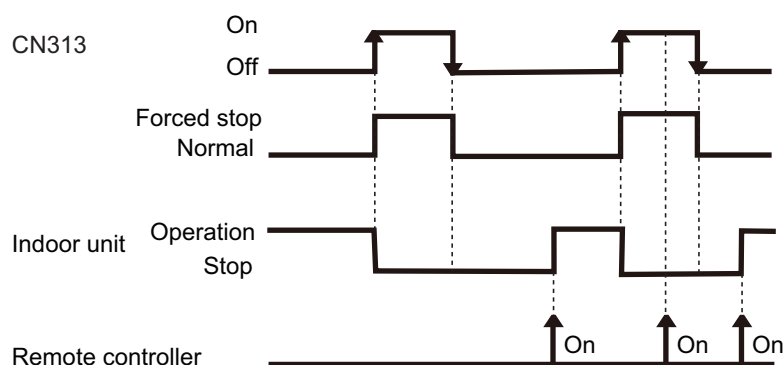 On
CN313
Off
Forced stop
Normal
Operation
Indoor unit
Stop
On On On
Remote controller